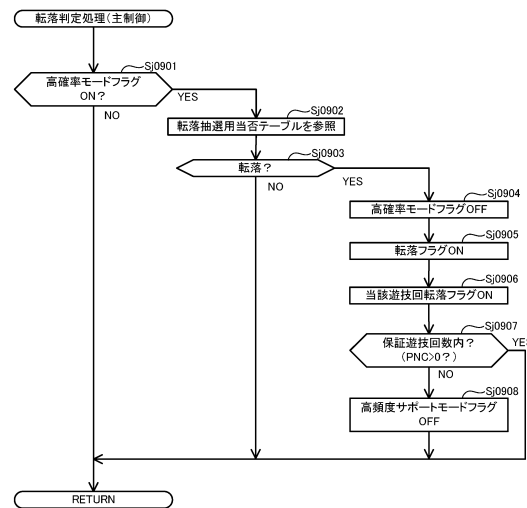 転落判定処理(主制御)
Sj0901
高確率モードフラグ
ON?
YES
NO
Sj0902
転落抽選用当否テーブルを参照
Sj0903
転落?
YES
NO
Sj0904
高確率モードフラグOFF
Sj0905
転落フラグON
Sj0906
当該遊技回転落フラグON
Sj0907
保証遊技回数内?
(PNC>0?)
YES
NO
Sj0908
高頻度サポートモードフラグ
OFF
RETURN